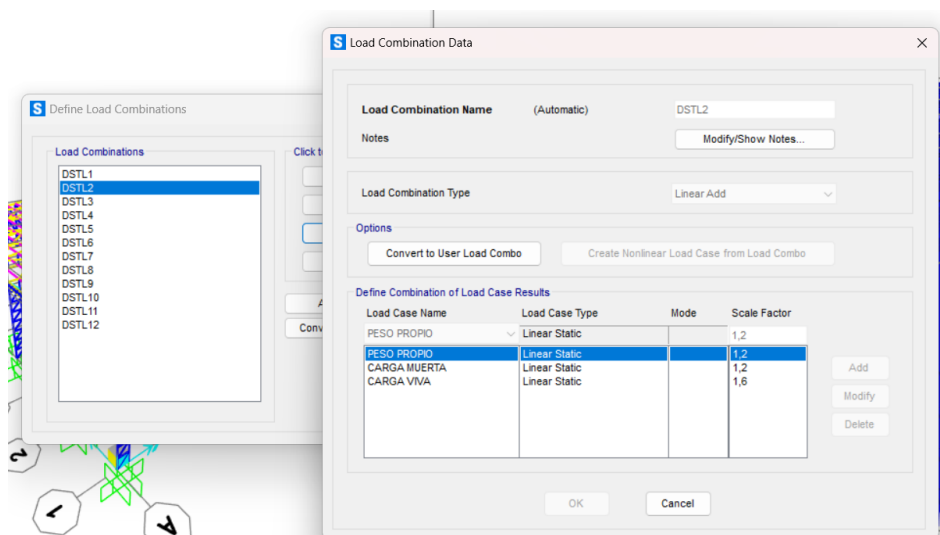 S Define Load Combinations
Load Combinations
Click to
DSTL1
DSTL2
DSTL3
DSTL4
DSTL5
DSTL6
DSTL7
DSTL8
DSTL9
DSTL10
DSTL11
DSTL12
A
Conv
2
1
A
S Load Combination Data
Load Combination Name (Automatic) DSTL2
Notes Modify/Show Notes...
Load Combination Type Linear Add
Options
Convert to User Load Combo Create Nonlinear Load Case from Load Combo
Define Combination of Load Case Results
Load Case Name Load Case Type Mode Scale Factor
PESO PROPIO Linear Static 1,2
PESO PROPIO Linear Static 1,2
CARGA MUERTA Linear Static 1,2
CARGA VIVA Linear Static 1,6
Add
Modify
Delete
OK Cancel